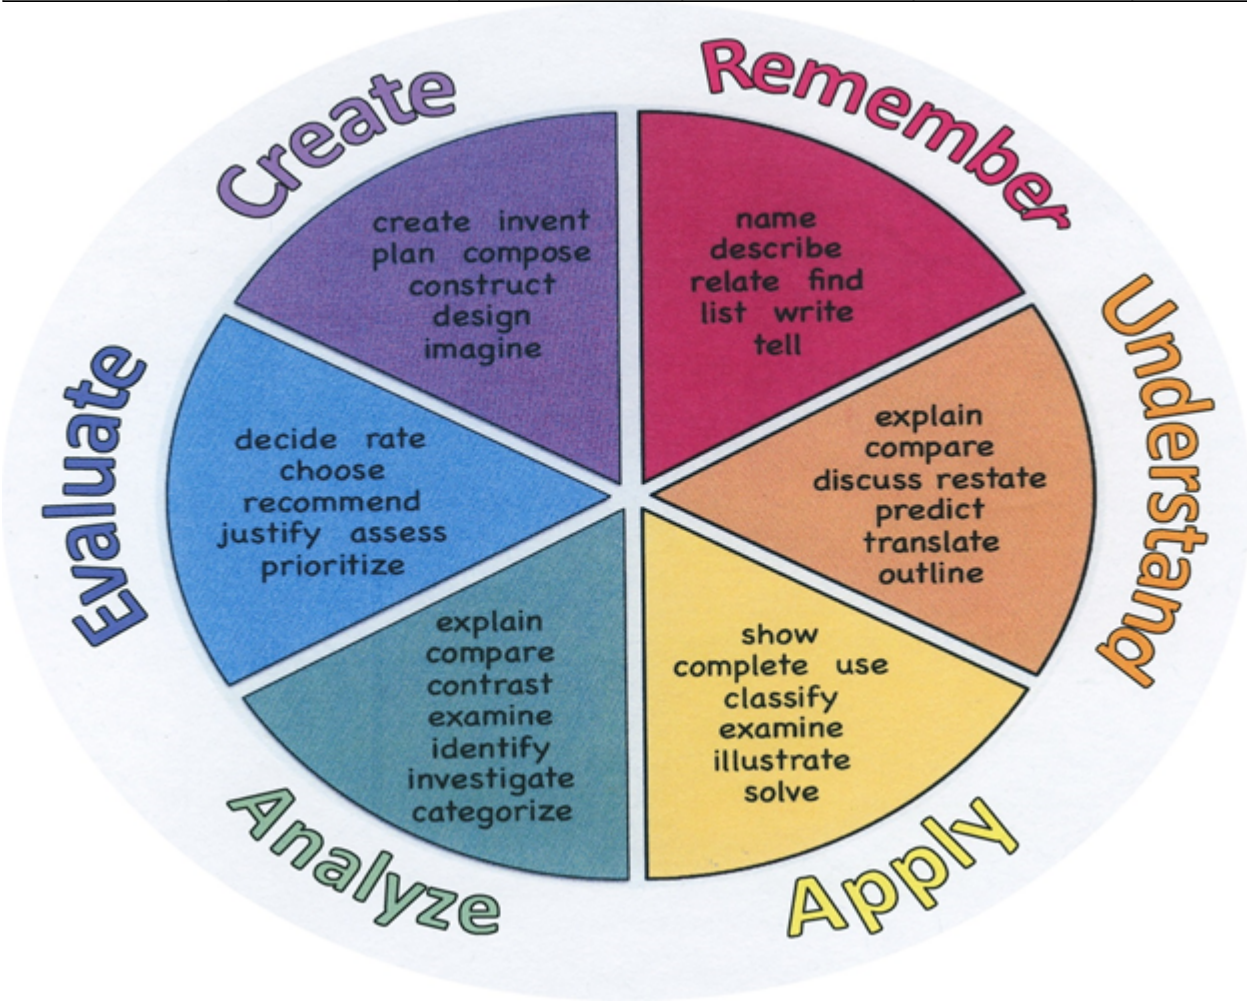 Remember
name
describe
relate find
list write
tell
Understand
explain
compare
discuss restate
predict
translate
outline
Apply
show
complete use
classify
examine
illustrate
solve
Analyze
explain
compare
contrast
examine
identify
investigate
categorize
Evaluate
decide rate
choose
recommend
justify assess
prioritize
Create
create invent
plan compose
construct
design
imagine